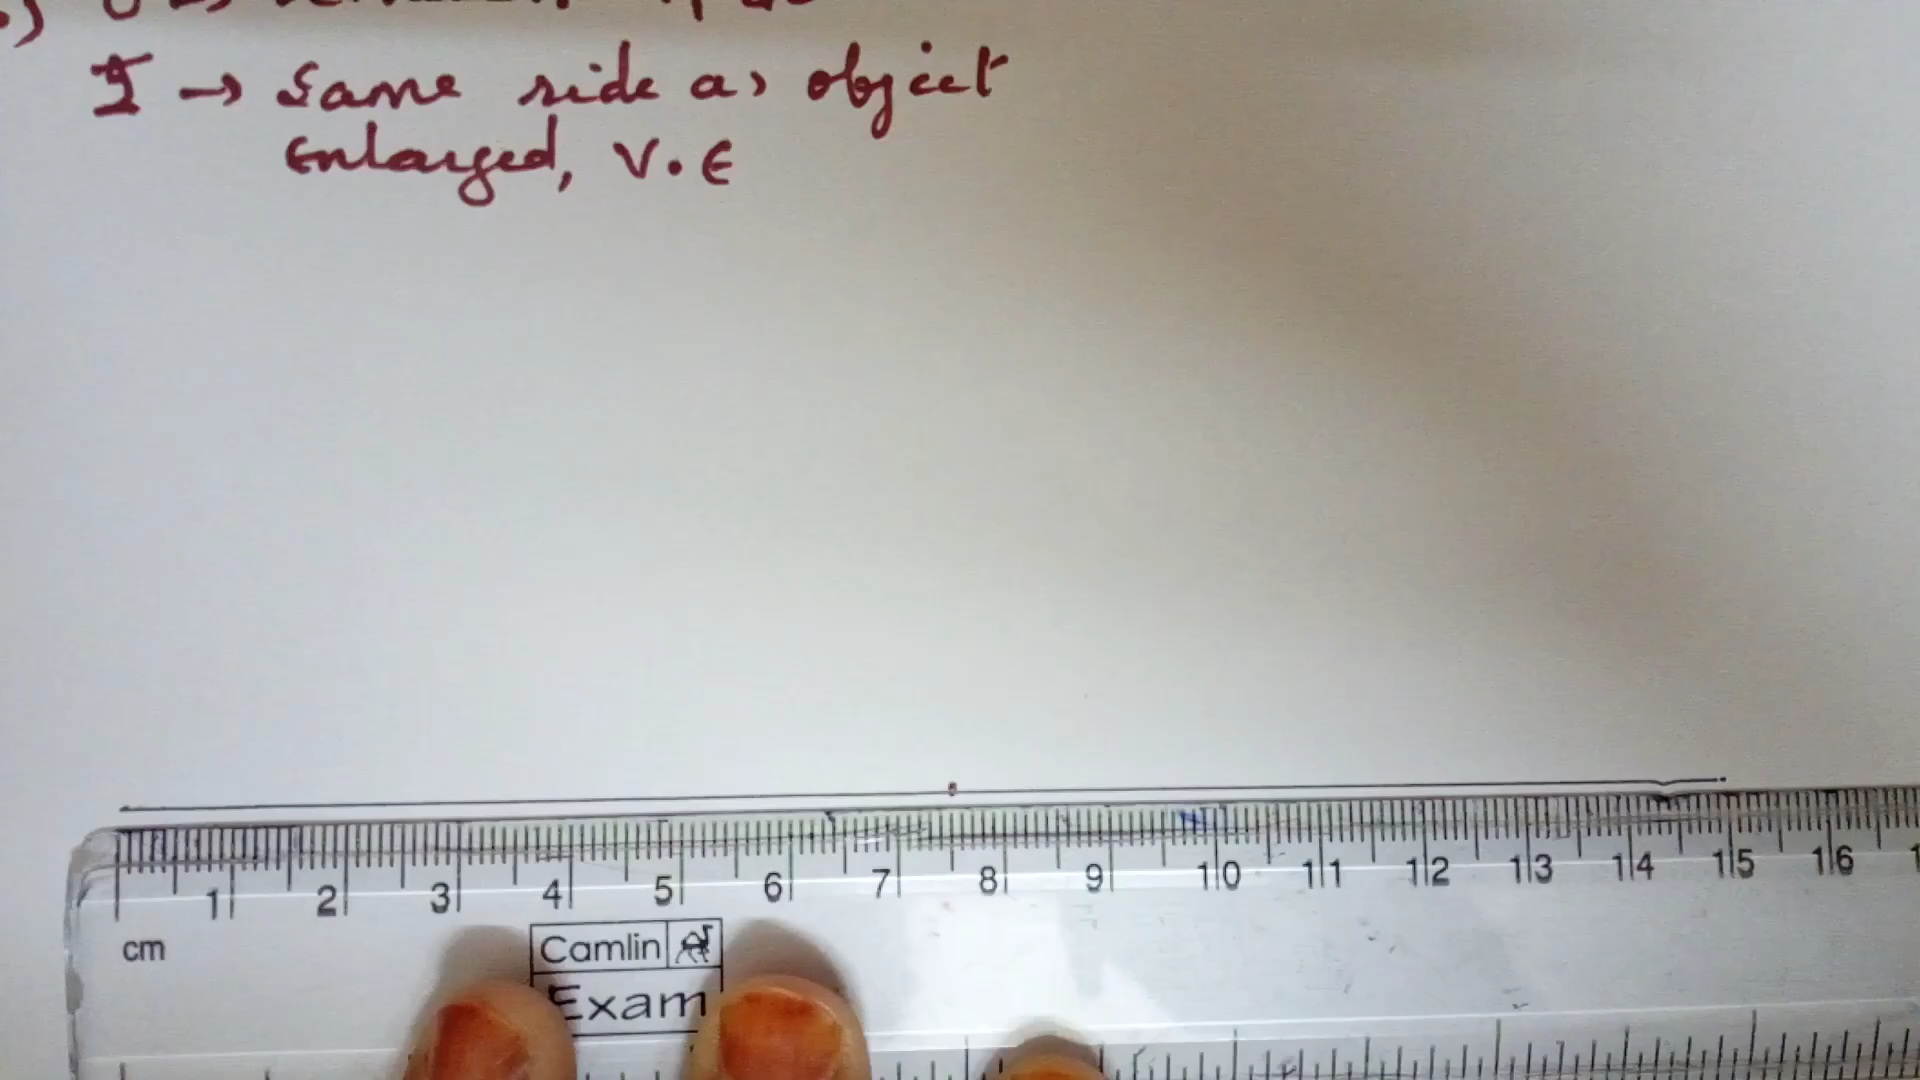 I → Same side as object
Enlarged, V.E
1 2 3 4 5 6 7 8 9 10 11 12 13 14 15 16
cm
Camlin
Exam